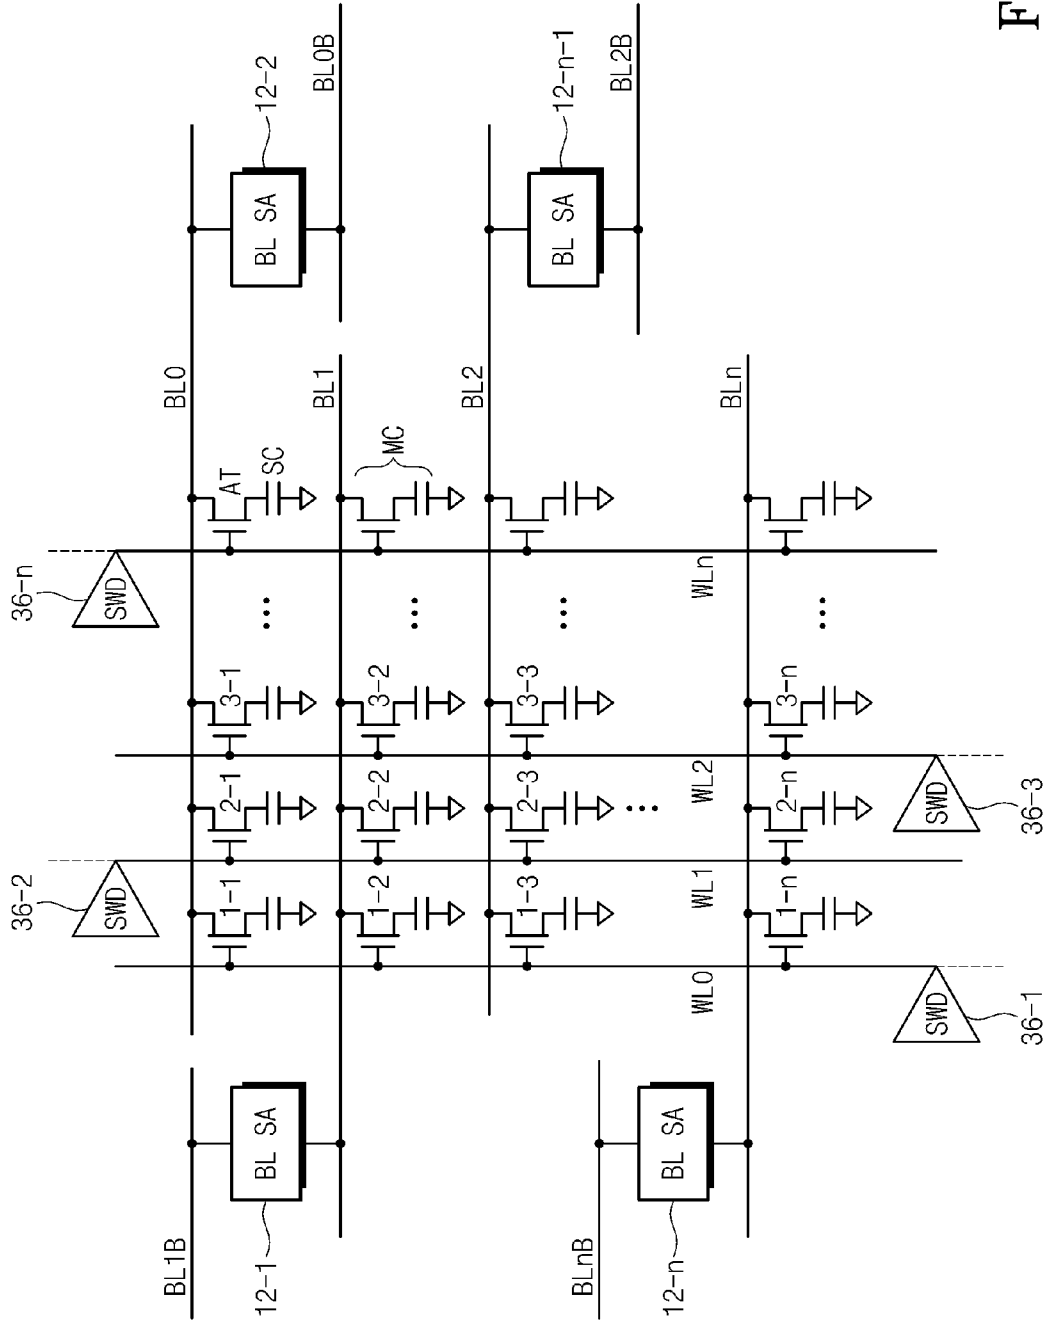 F
BL1B
12-1
BL SA
BL0
12-2
BL SA
BL0B
BL1
BL2
12-n-1
BL SA
BL2B
BLnB
12-n
BL SA
BLn
36-2
SWD
36-n
SWD
1-1
2-1
3-1
...
AT
SC
1-2
2-2
3-2
...
MC
1-3
2-3
3-3
...
...
WL0
WL1
WL2
WLn
1-n
2-n
3-n
...
SWD
36-1
SWD
36-3